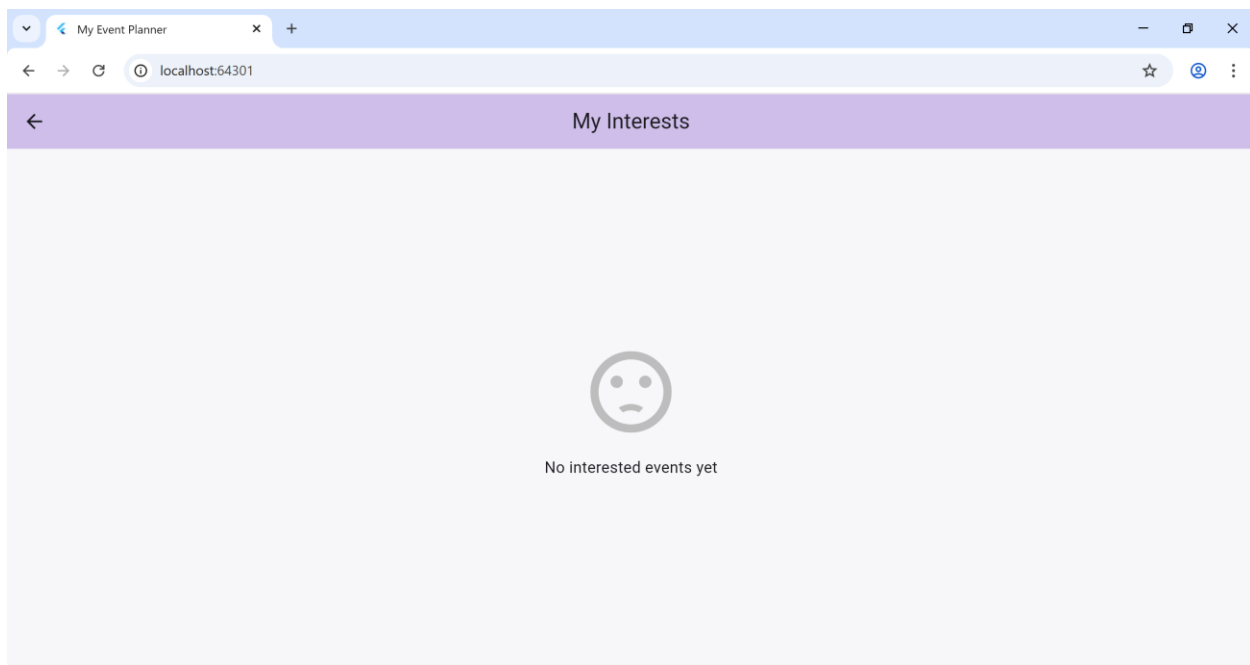 My Event Planner
localhost:64301
My Interests
No interested events yet